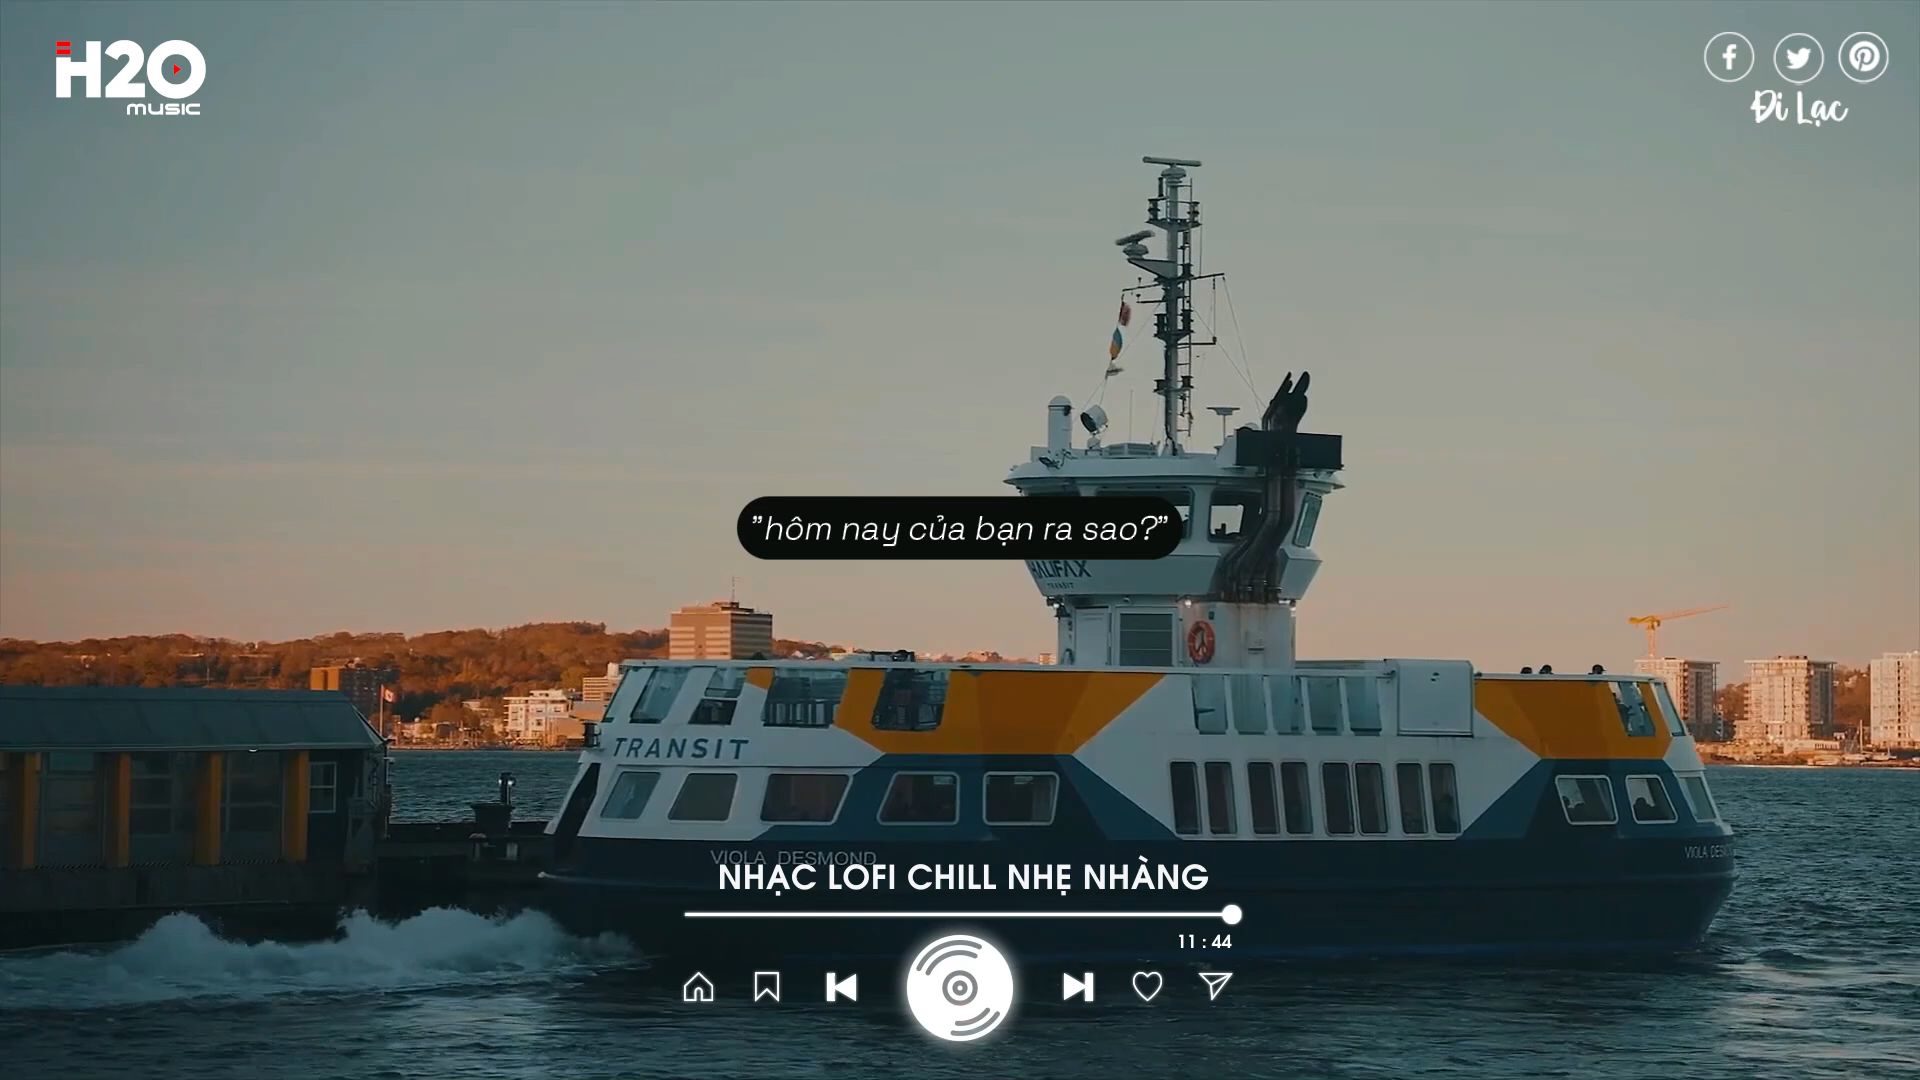 H2O
MUSIC
Đi Lạc
"hôm nay của bạn ra sao?"
HALIFAX
TRANSIT
TRANSIT
VIOLA DESMOND
NHẠC LOFI CHILL NHẸ NHÀNG
11 : 44